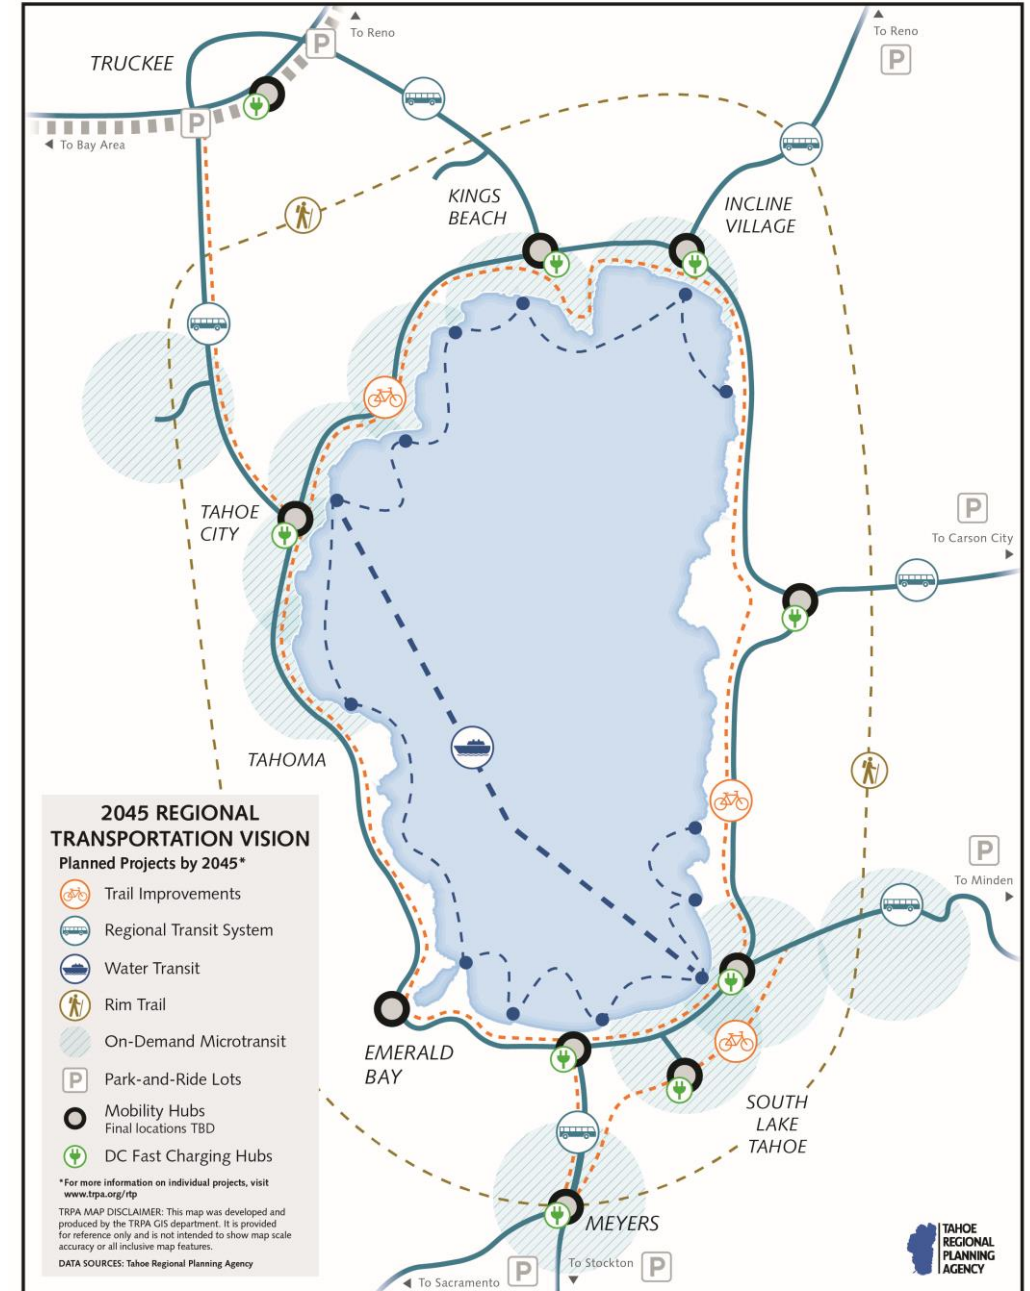 To Reno
P
TRUCKEE
To Reno
P
P
To Bay Area
KINGS
BEACH
INCLINE
VILLAGE
TAHOE
CITY
P
To Carson City
TAHOMA
P
To Minden
EMERALD
BAY
SOUTH
LAKE
TAHOE
MEYERS
To Sacramento
P
To Stockton
P
2045 REGIONAL
TRANSPORTATION VISION
Planned Projects by 2045*
Trail Improvements
Regional Transit System
Water Transit
Rim Trail
On-Demand Microtransit
P Park-and-Ride Lots
Mobility Hubs
Final locations TBD
DC Fast Charging Hubs
*For more information on individual projects, visit
www.trpa.org/rtp
TRPA MAP DISCLAIMER: This map was developed and
produced by the TRPA GIS department. It is provided
for reference only and is not intended to show map scale
accuracy or all inclusive map features.
DATA SOURCES: Tahoe Regional Planning Agency
TAHOE
REGIONAL
PLANNING
AGENCY